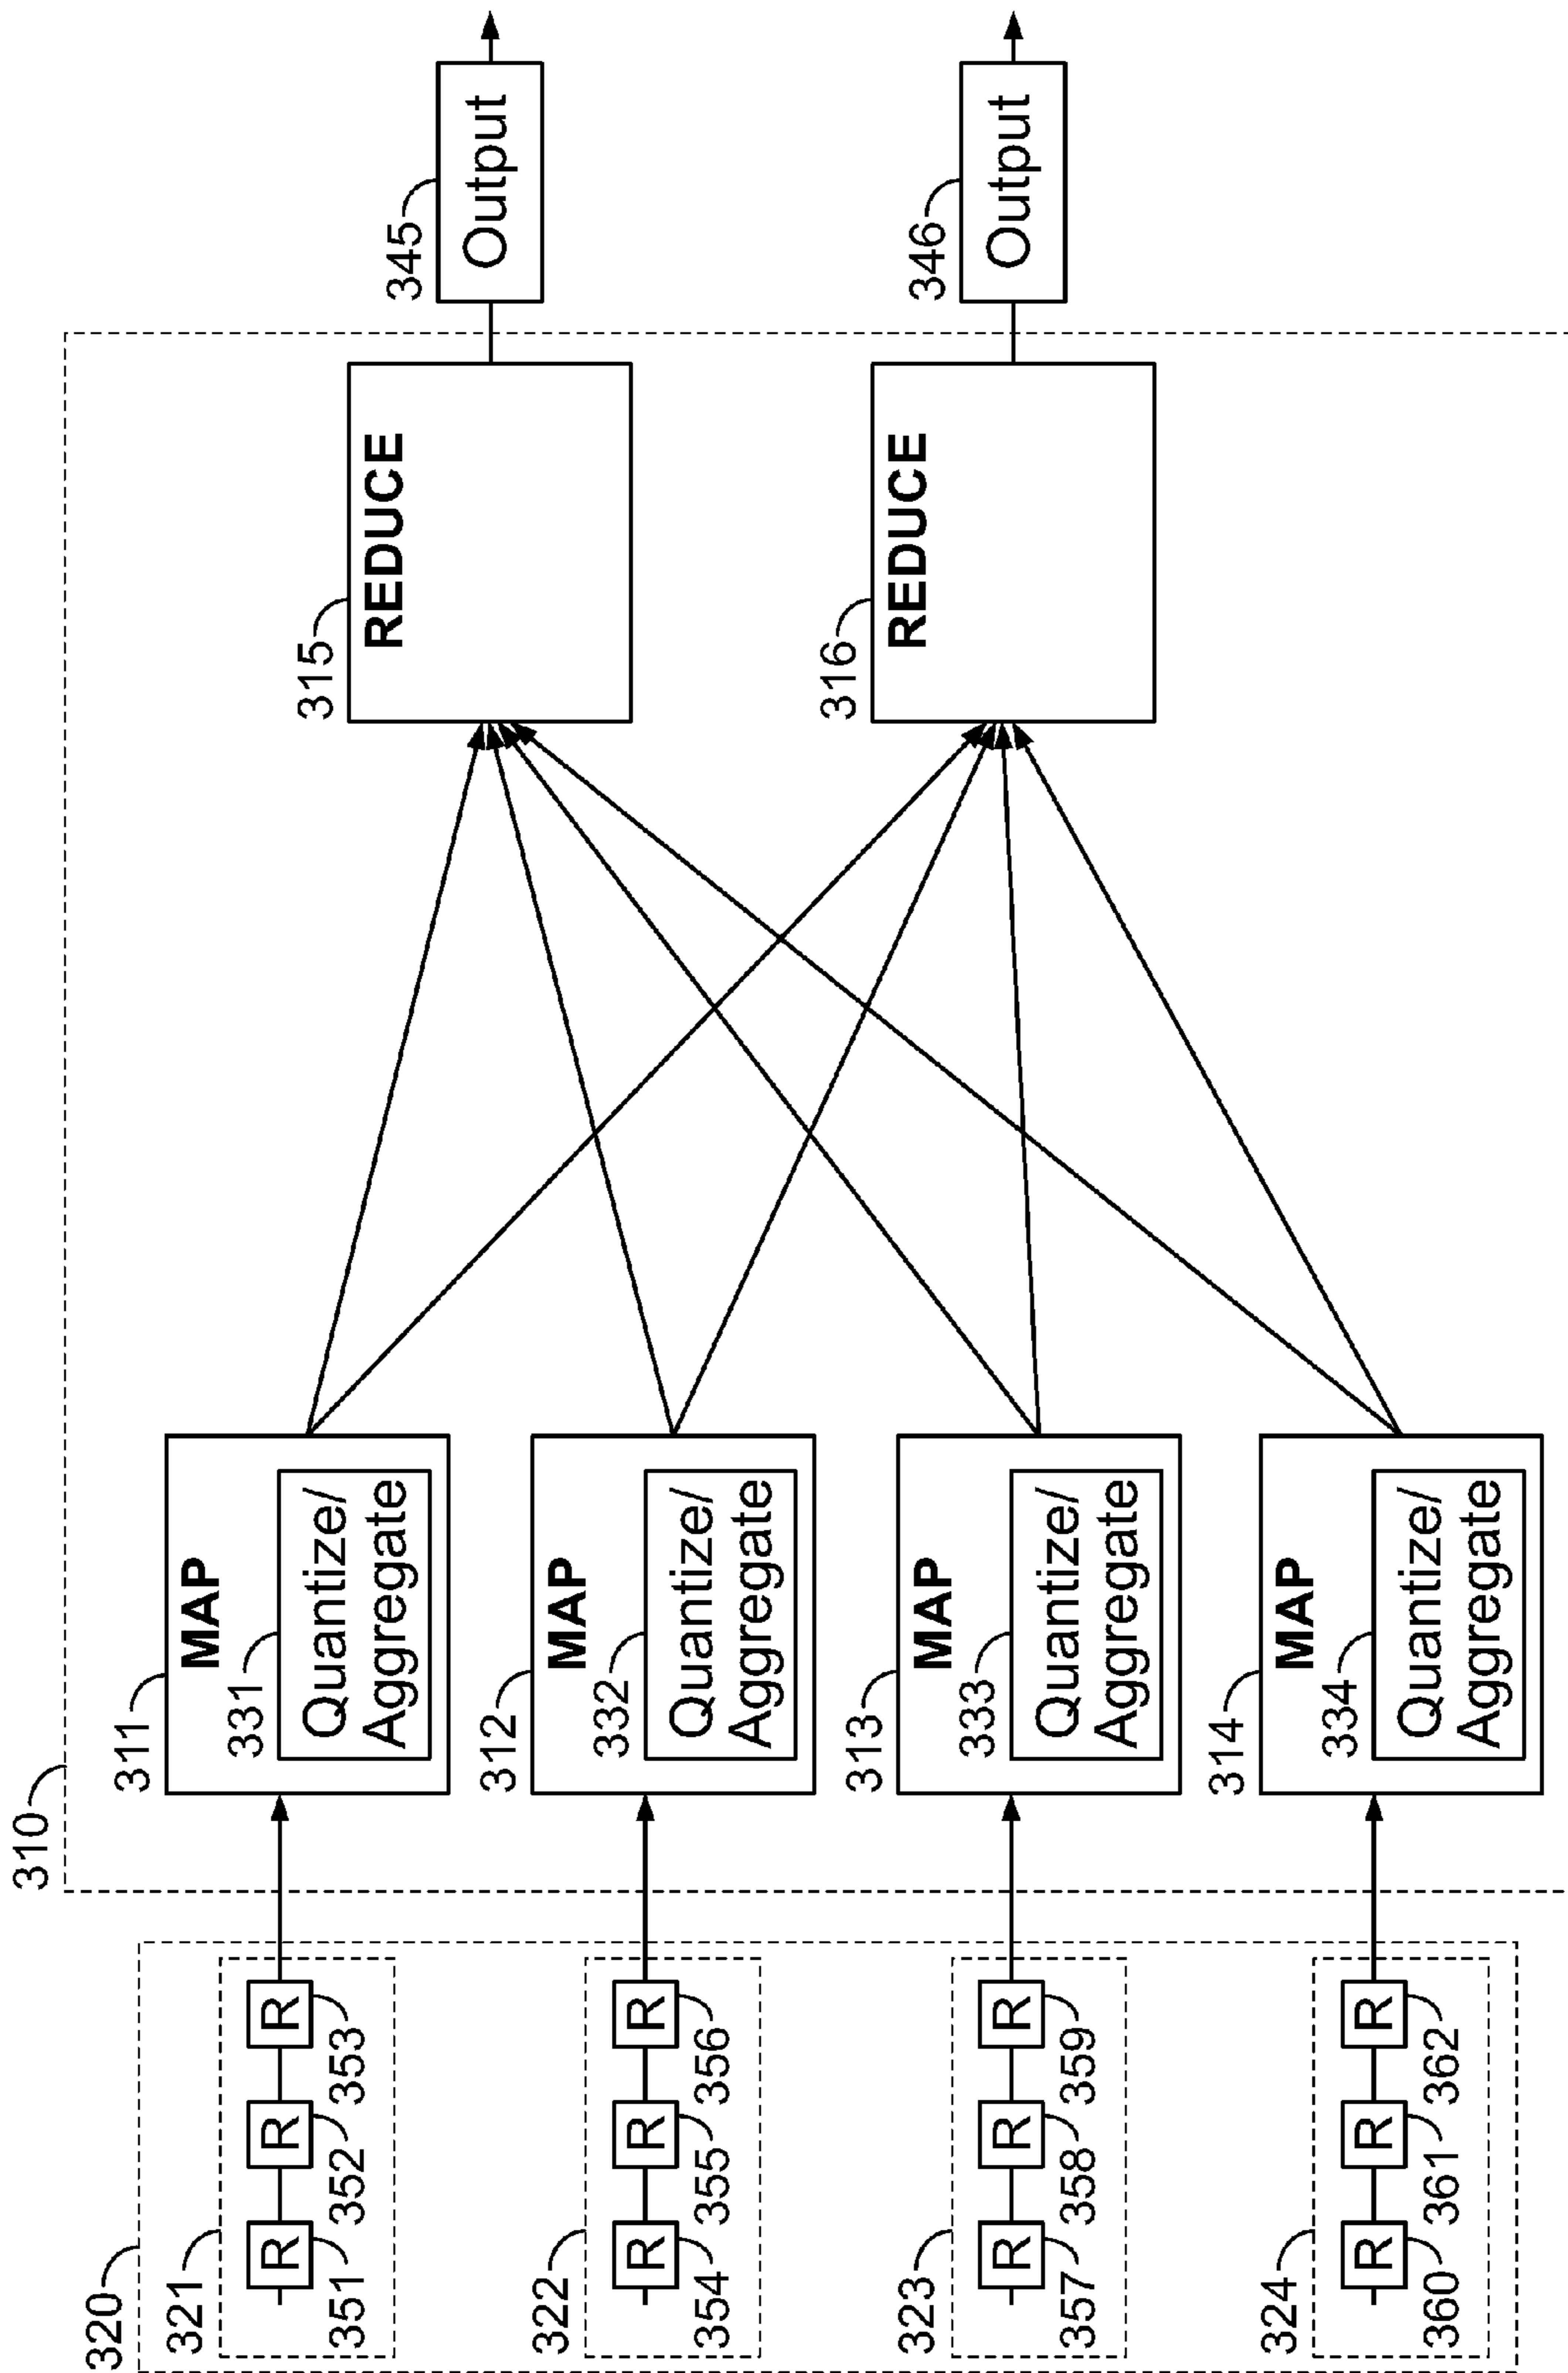 310
320
321
R
R
R
351
352
353
322
R
R
R
354
355
356
323
R
R
R
357
358
359
324
R
R
R
360
361
362
311
MAP
331
Quantize/
Aggregate
312
MAP
332
Quantize/
Aggregate
313
MAP
333
Quantize/
Aggregate
314
MAP
334
Quantize/
Aggregate
315
REDUCE
316
REDUCE
345
Output
346
Output